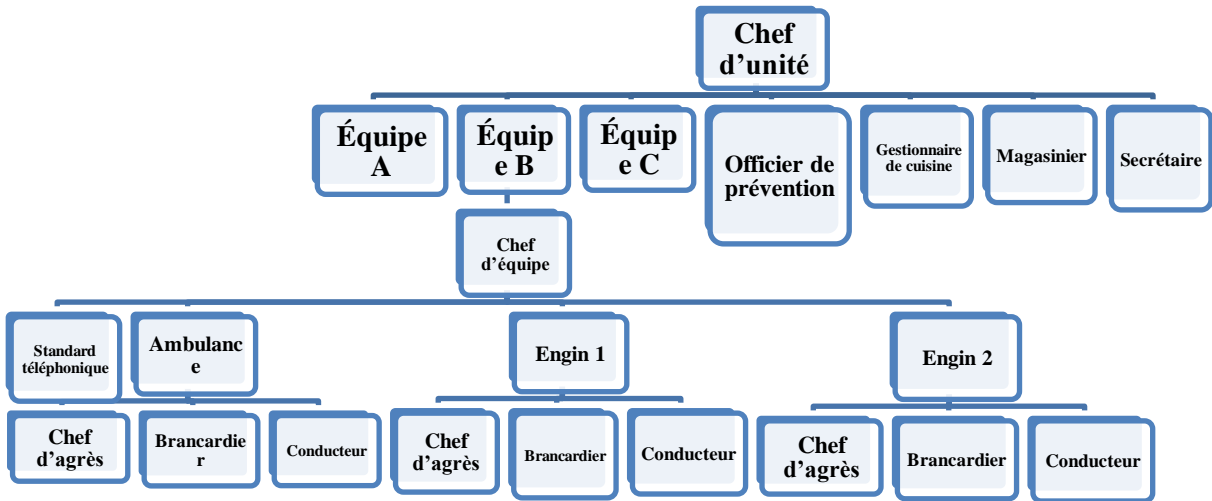 Chef
d’unité
Équipe
A
Équip
e B
Équip
e C
Officier de
prévention
Gestionnaire
de cuisine
Magasinier
Secrétaire
Chef
d’équipe
Standard
téléphonique
Ambulanc
e
Engin 1
Engin 2
Chef
d’agrès
Brancardie
r
Conducteur
Chef
d’agrès
Brancardier
Conducteur
Chef
d’agrès
Brancardier
Conducteur